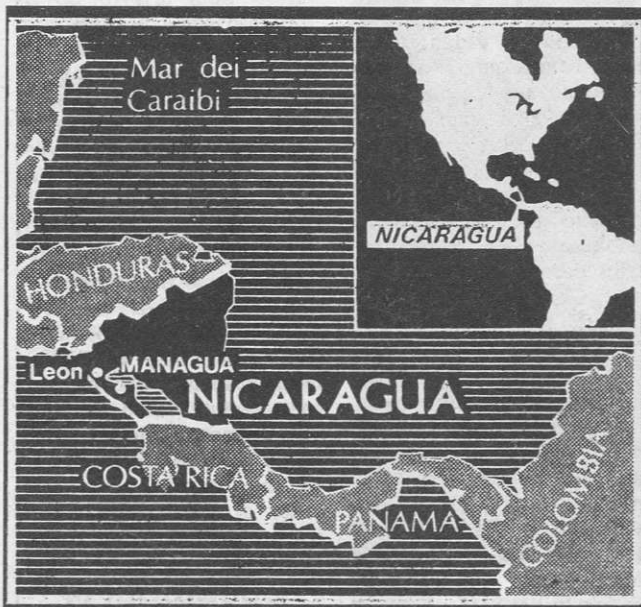 Mar dei
Caraibi
NICARAGUA
HONDURAS
Leon
MANAGUA
NICARAGUA
COSTA RICA
PANAMA
COLOMBIA